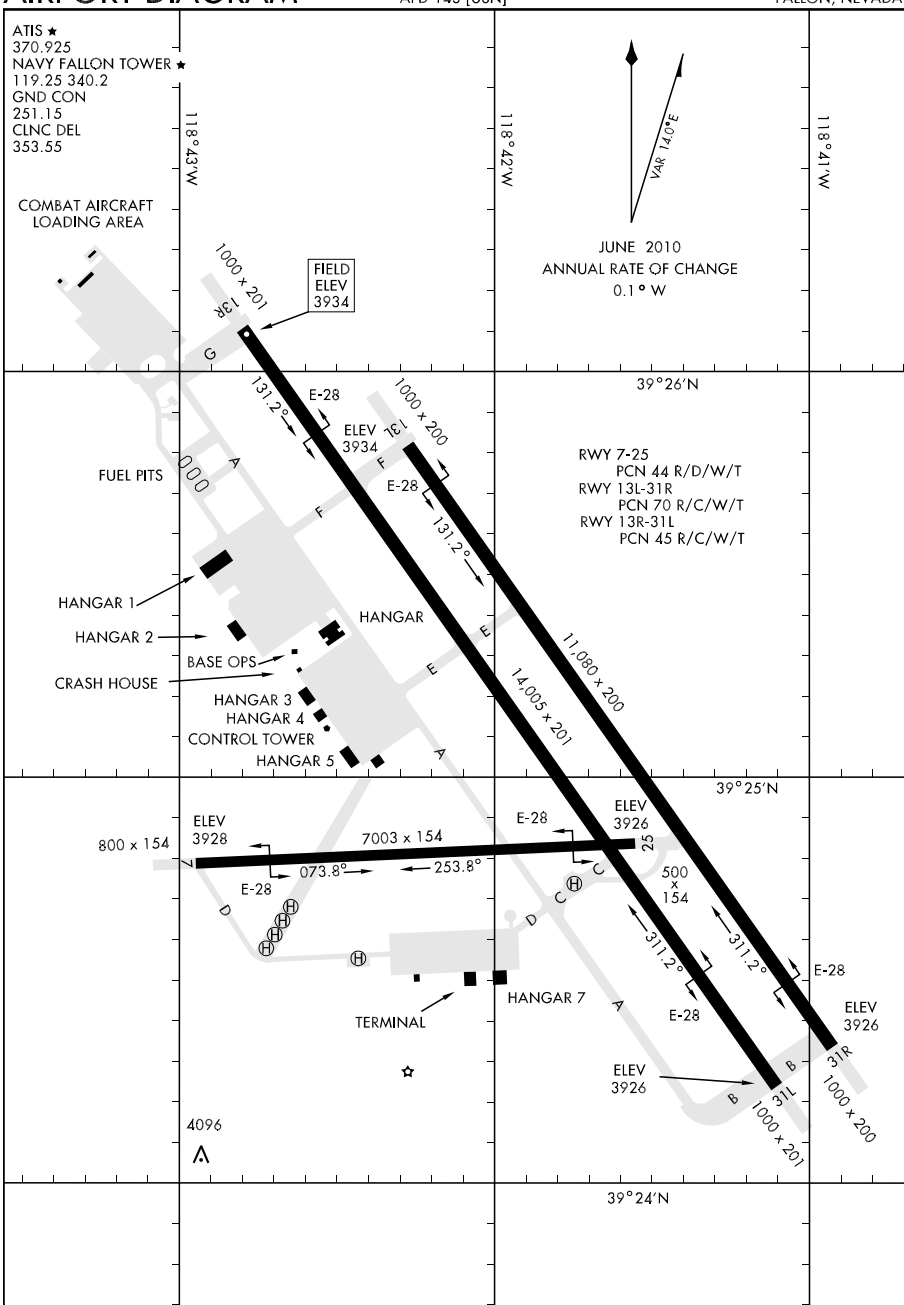 AIRPORT DIAGRAM
AFD-145 [USN]
FALLON, NEVADA
ATIS ★
370.925
NAVY FALLON TOWER ★
119.25 340.2
GND CON
251.15
CLNC DEL
353.55
118°43'W
118°42'W
118°41'W
VAR 14.0°E
JUNE 2010
ANNUAL RATE OF CHANGE
0.1° W
COMBAT AIRCRAFT
LOADING AREA
1000 x 201
13R
FIELD
ELEV
3934
G
131.2°
E-28
39°26'N
1000 x 200
13L
ELEV
3934
F
E-28
131.2°
RWY 7-25
PCN 44 R/D/W/T
RWY 13L-31R
PCN 70 R/C/W/T
RWY 13R-31L
PCN 45 R/C/W/T
FUEL PITS
A
F
HANGAR 1
HANGAR 2
HANGAR
BASE OPS
CRASH HOUSE
HANGAR 3
HANGAR 4
CONTROL TOWER
HANGAR 5
E
E
11,080 x 200
14,005 x 201
A
39°25'N
800 x 154
ELEV
3928
7
7003 x 154
E-28
073.8°
253.8°
E-28
ELEV
3926
25
500
x
154
C
C
H
D
D
H
H
H
H
H
TERMINAL
HANGAR 7
A
311.2°
311.2°
E-28
E-28
ELEV
3926
ELEV
3926
B
B
31L
31R
1000 x 201
1000 x 200
4096
39°24'N